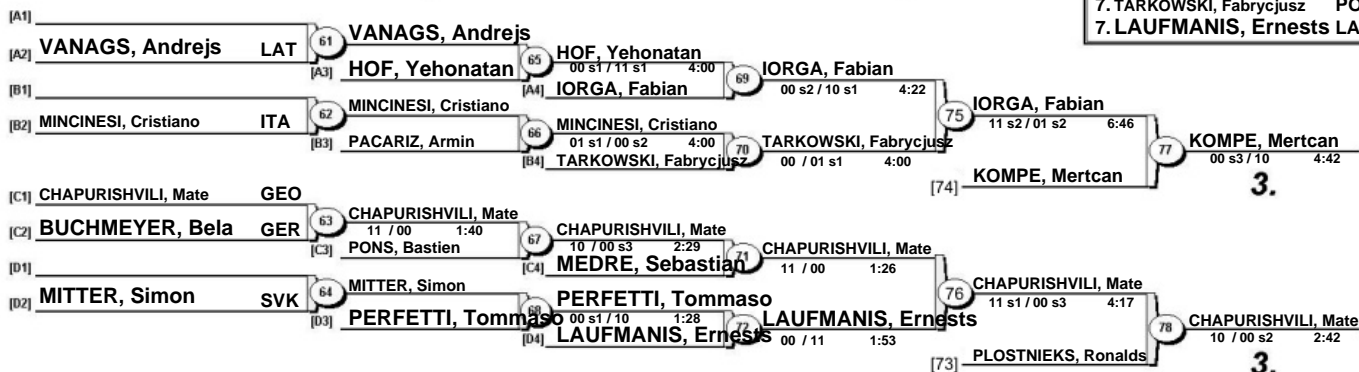 7. TARKOWSKI, Fabrycjusz PO
7. LAUFMANIS, Ernests LA
[A1]
[A2] VANAGS, Andrejs LAT
61
VANAGS, Andrejs
[A3] HOF, Yehonatan
65
HOF, Yehonatan
00 s1 / 11 s1 4:00
[A4] IORGA, Fabian
69
IORGA, Fabian
00 s2 / 10 s1 4:22
[B1]
[B2] MINCINESI, Cristiano ITA
62
MINCINESI, Cristiano
[B3] PACARIZ, Armin
66
MINCINESI, Cristiano
01 s1 / 00 s2 4:00
[B4] TARKOWSKI, Fabrycjusz
70
TARKOWSKI, Fabrycjusz
00 / 01 s1 4:00
75
IORGA, Fabian
11 s2 / 01 s2 6:46
[74] KOMPE, Mertcan
77
KOMPE, Mertcan
00 s3 / 10 4:42
3.
[C1] CHAPURISHVILI, Mate GEO
[C2] BUCHMEYER, Bela GER
63
CHAPURISHVILI, Mate
11 / 00 1:40
[C3] PONS, Bastien
67
CHAPURISHVILI, Mate
10 / 00 s3 2:29
[C4] MEDRE, Sebastian
71
CHAPURISHVILI, Mate
11 / 00 1:26
[D1]
[D2] MITTER, Simon SVK
64
MITTER, Simon
[D3] PERFETTI, Tommaso
68
PERFETTI, Tommaso
00 s1 / 10 1:28
[D4] LAUFMANIS, Ernests
72
LAUFMANIS, Ernests
00 / 11 1:53
76
CHAPURISHVILI, Mate
11 s1 / 00 s3 4:17
[73] PLOSTNIEKS, Ronalds
78
CHAPURISHVILI, Mate
10 / 00 s2 2:42
3.